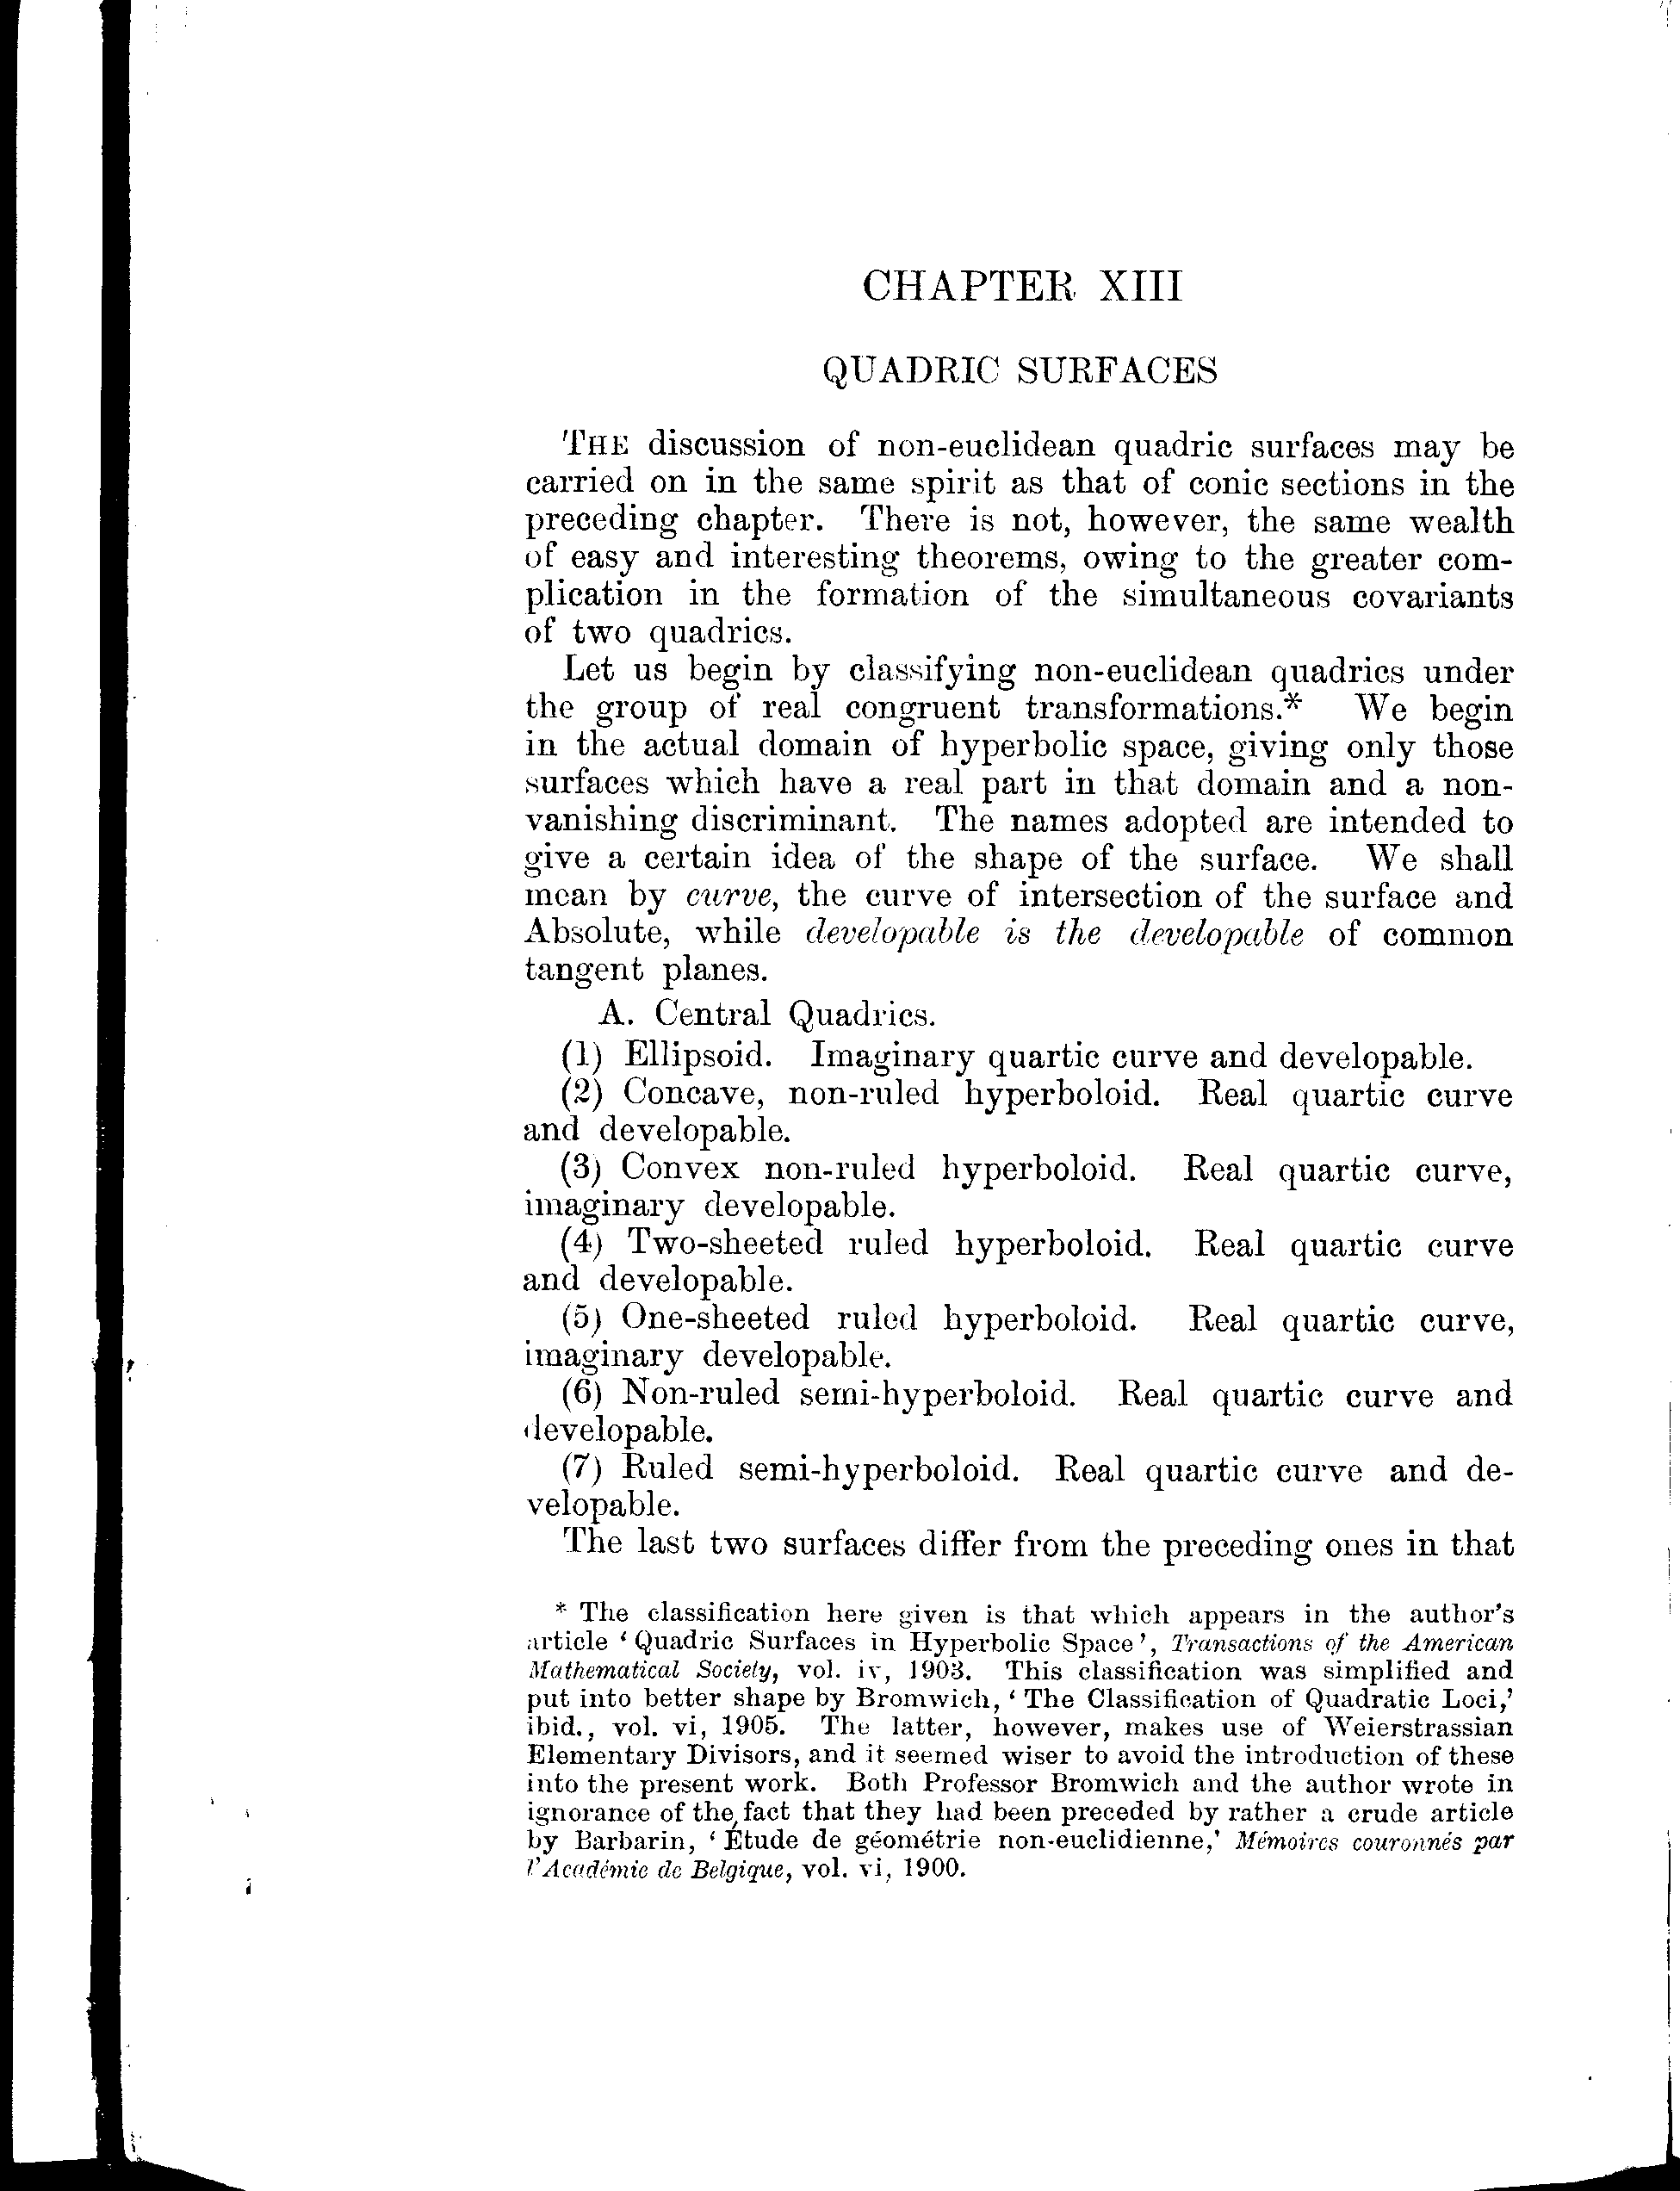 CHAPTER XIII
QUADRIC SURFACES
THE discussion of non-euclidean quadric surfaces may be
carried on in the same spirit as that of conic sections in the
preceding chapter. There is not, however, the same wealth
of easy and interesting theorems, owing to the greater com-
plication in the formation of the simultaneous covariants
of two quadrics.
Let us begin by classifying non-euclidean quadrics under
the group of real congruent transformations.* We begin
in the actual domain of hyperbolic space, giving only those
surfaces which have a real part in that domain and a non-
vanishing discriminant. The names adopted are intended to
give a certain idea of the shape of the surface. We shall
mean by curve, the curve of intersection of the surface and
Absolute, while developable is the developable of common
tangent planes.
A. Central Quadrics.
(1) Ellipsoid. Imaginary quartic curve and developable.
(2) Concave, non-ruled hyperboloid. Real quartic curve
and developable.
(3) Convex non-ruled hyperboloid. Real quartic curve,
imaginary developable.
(4) Two-sheeted ruled hyperboloid. Real quartic curve
and developable.
(5) One-sheeted ruled hyperboloid. Real quartic curve,
imaginary developable.
(6) Non-ruled semi-hyperboloid. Real quartic curve and
developable.
(7) Ruled semi-hyperboloid. Real quartic curve and de-
velopable.
The last two surfaces differ from the preceding ones in that
* The classification here given is that which appears in the author's
article ‘Quadric Surfaces in Hyperbolic Space’, Transactions of the American
Mathematical Society, vol. iv, 1903. This classification was simplified and
put into better shape by Bromwich, ‘The Classification of Quadratic Loci,’
ibid., vol. vi, 1905. The latter, however, makes use of Weierstrassian
Elementary Divisors, and it seemed wiser to avoid the introduction of these
into the present work. Both Professor Bromwich and the author wrote in
ignorance of the fact that they had been preceded by rather a crude article
by Barbarin, ‘Étude de géométrie non-euclidienne,’ Mémoires couronnés par
l'Académie de Belgique, vol. vi, 1900.